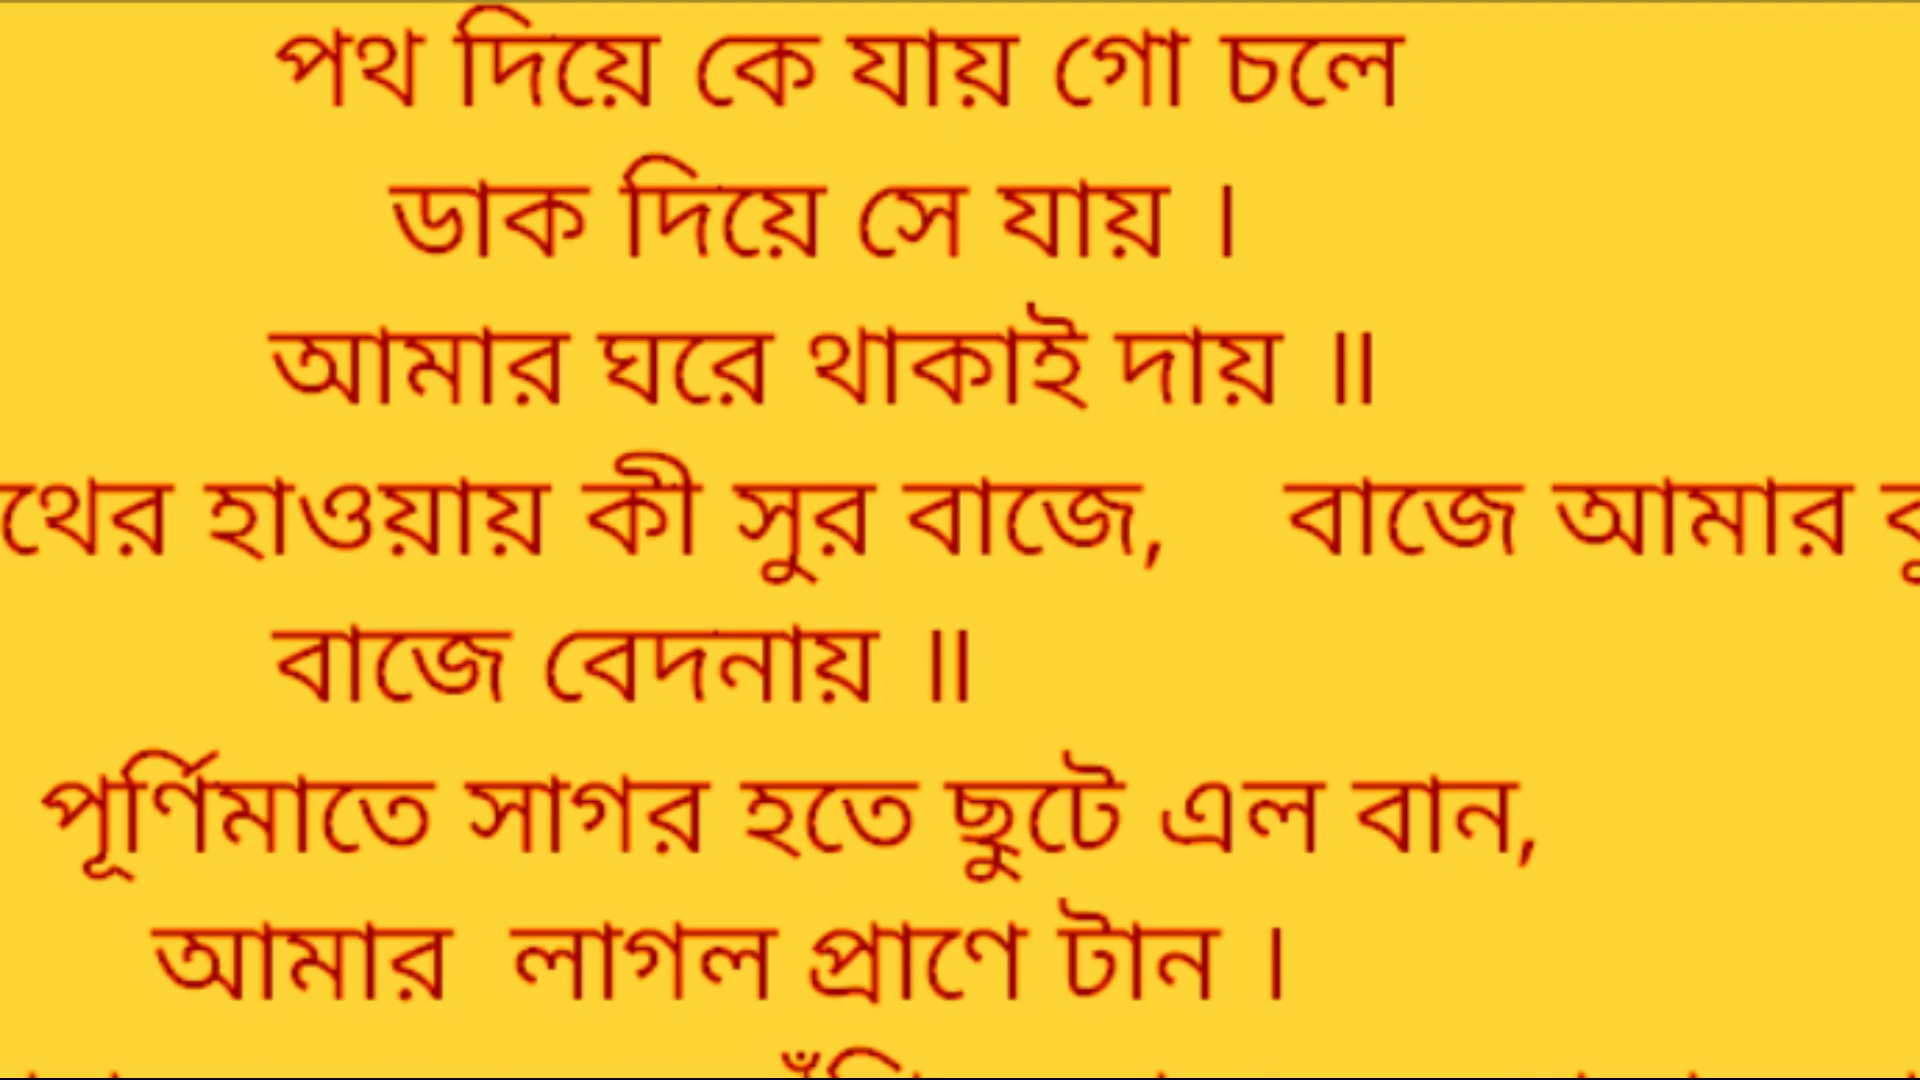 পথ দিয়ে কে যায় গো চলে
ডাক দিয়ে সে যায় ।
আমার ঘরে থাকাই দায় ॥
থের হাওয়ায় কী সুর বাজে, বাজে আমার
বাজে বেদনায় ॥
পূর্ণিমাতে সাগর হতে ছুটে এল বান,
আমার লাগল প্রাণে টান ।